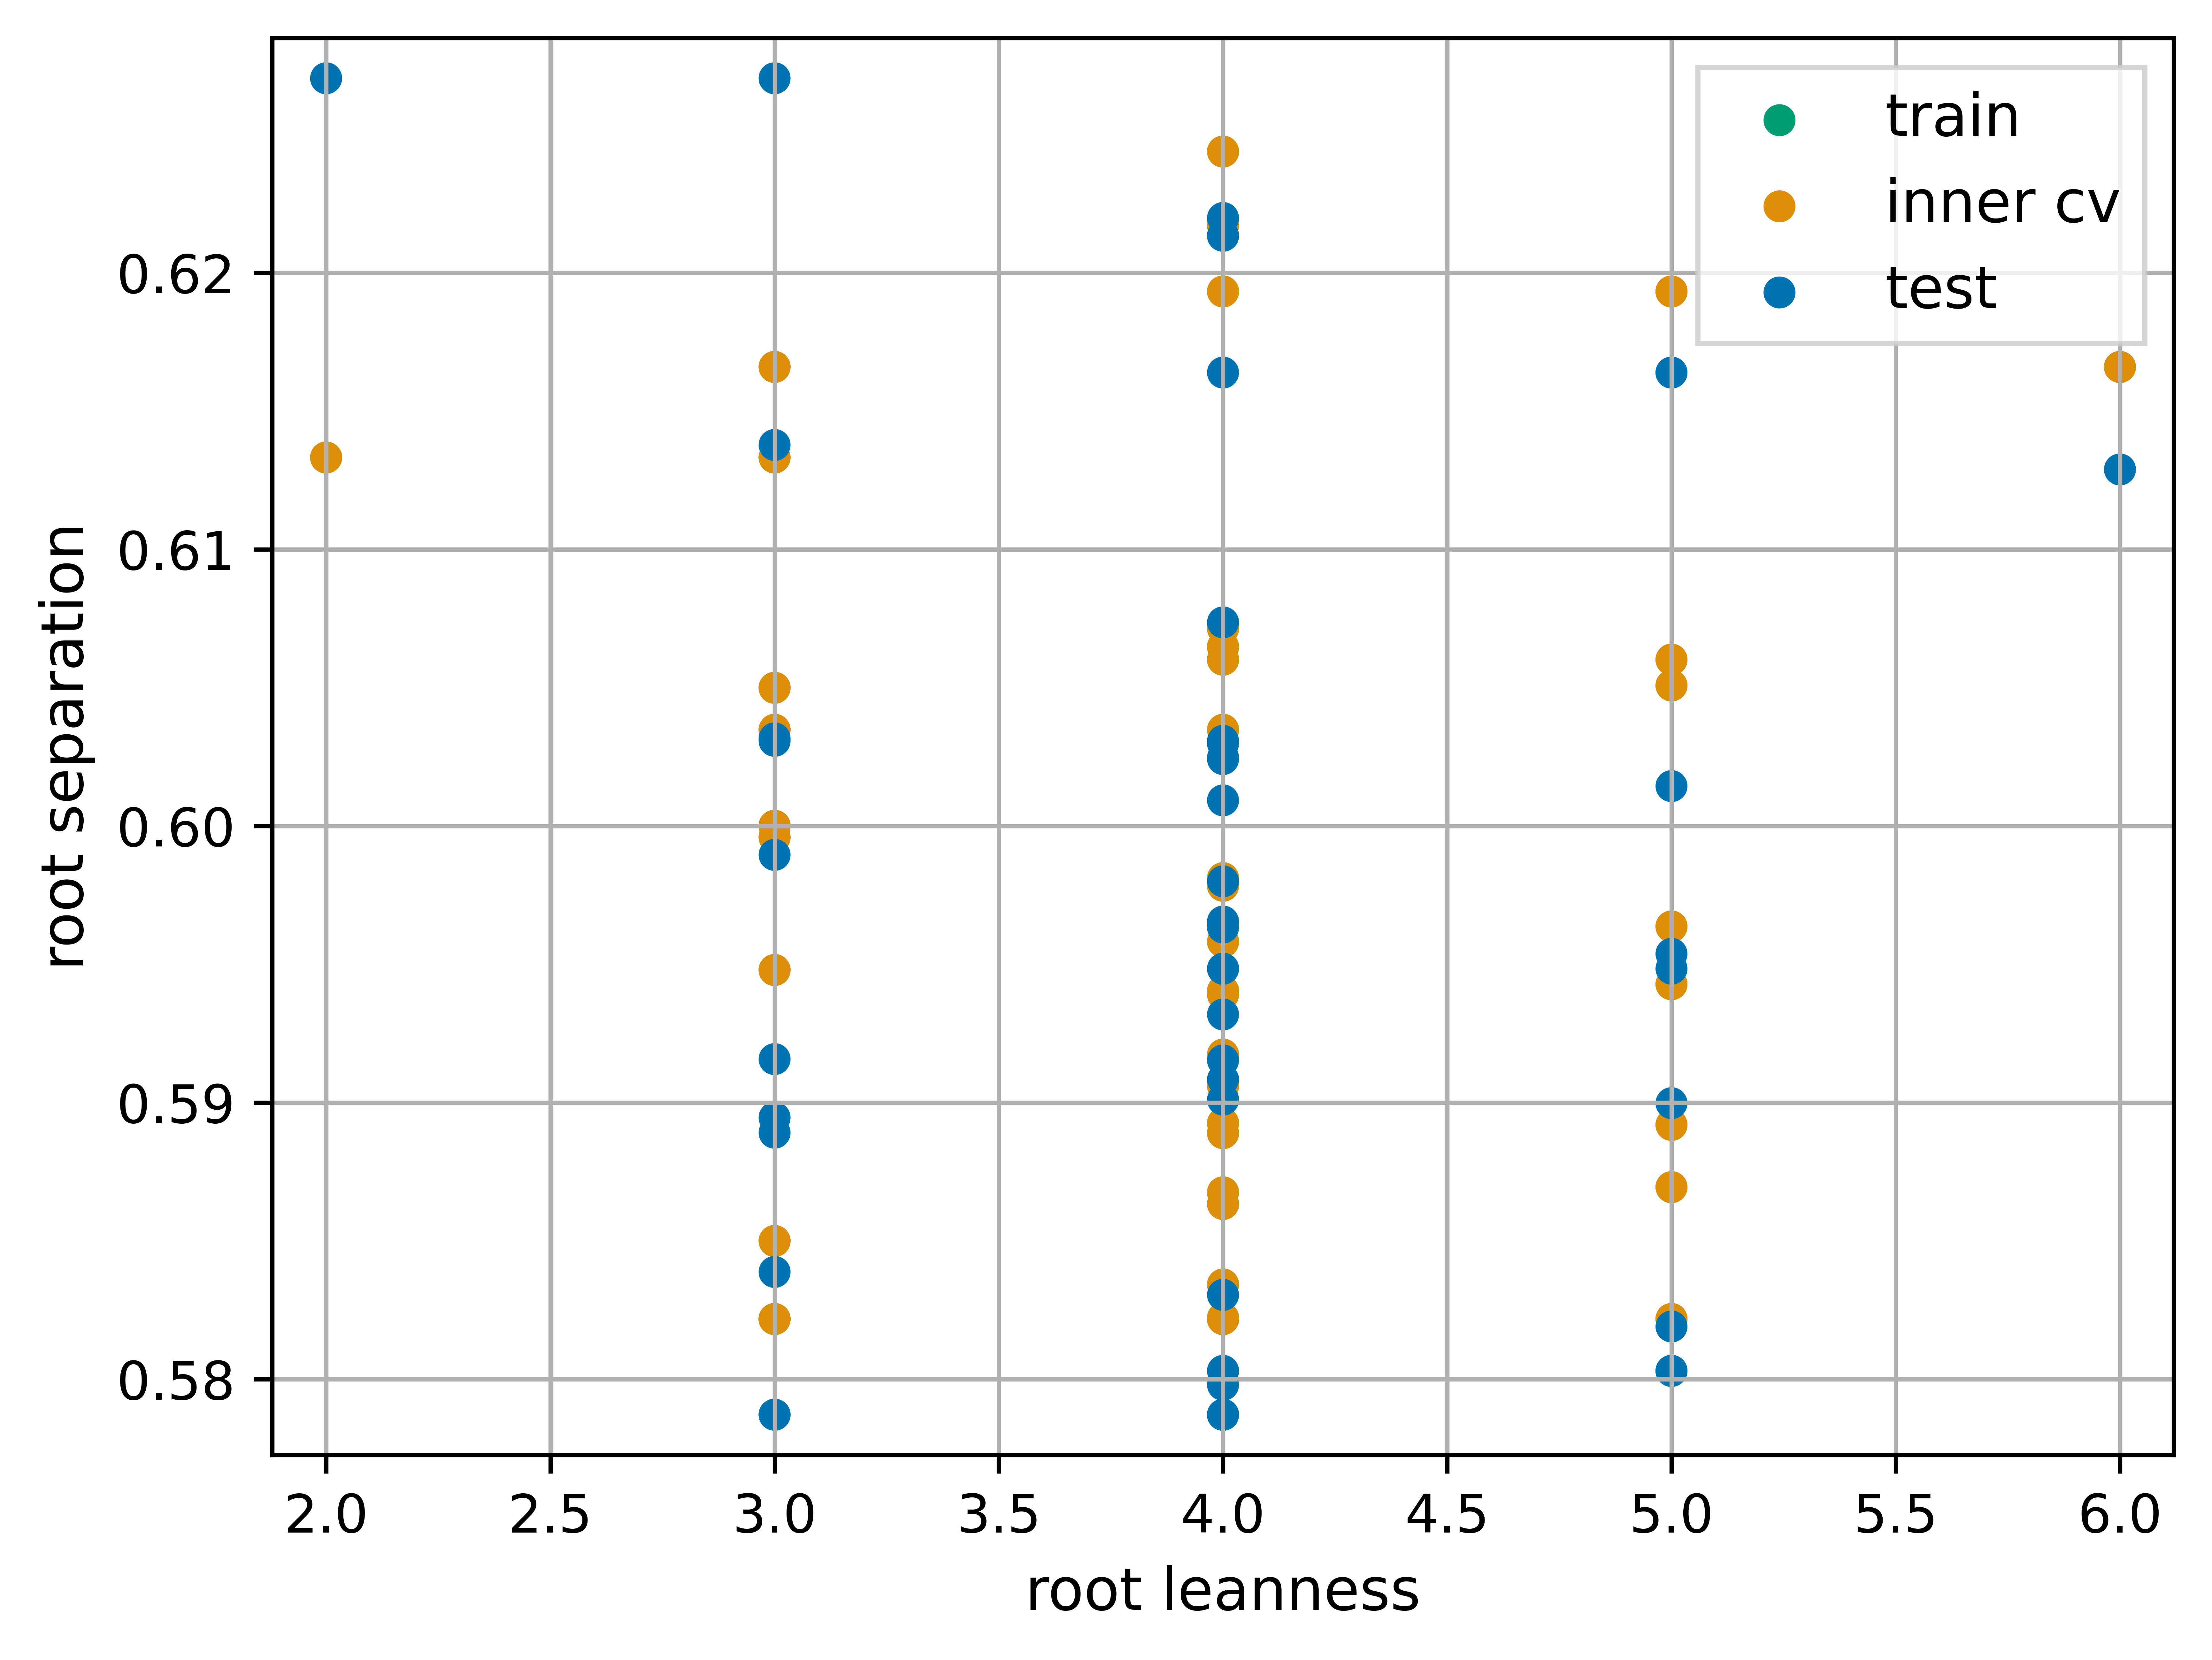 train
inner cv
test
0.62
0.61
0.60
0.59
0.58
root separation
2.0 2.5 3.0 3.5 4.0 4.5 5.0 5.5 6.0
root leanness